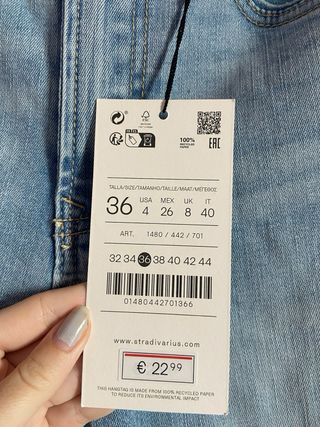 100%
RECYCLED
PAPER
EAC
TALLA/SIZE/TAMANHO/TAILLE/MAAT/ΜΕΓΕΘΟΣ
36 USA 4 MEX 26 UK 8 IT 40
ART. 1480 / 442 / 701
32 34 36 38 40 42 44
01480442701366
www.stradivarius.com
€ 22⁹⁹
THIS HANGTAG IS MADE FROM 100% RECYCLED PAPER
TO REDUCE ITS ENVIRONMENTAL IMPACT